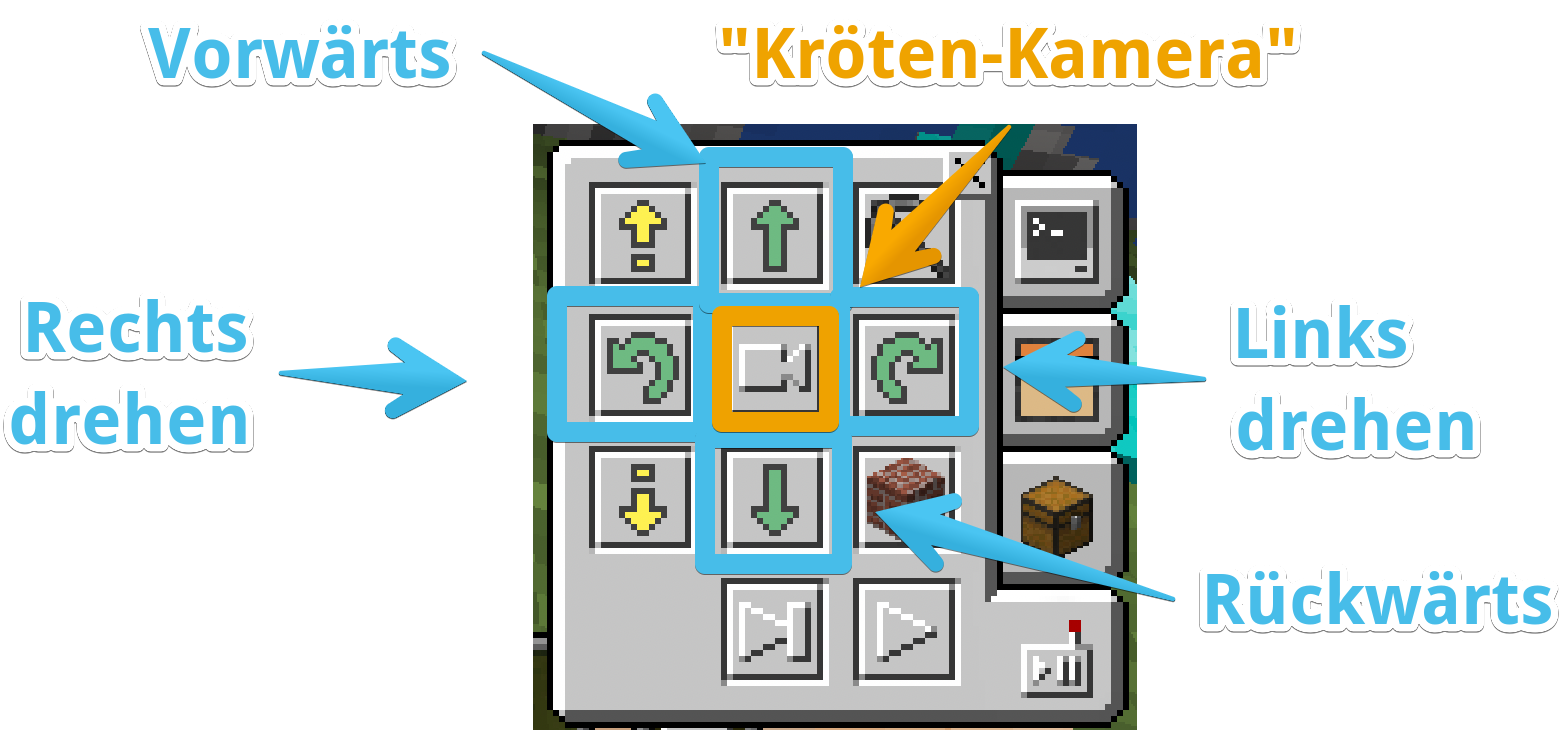 Vorwärts
"Kröten-Kamera"
Rechts
drehen
Links
drehen
Rückwärts